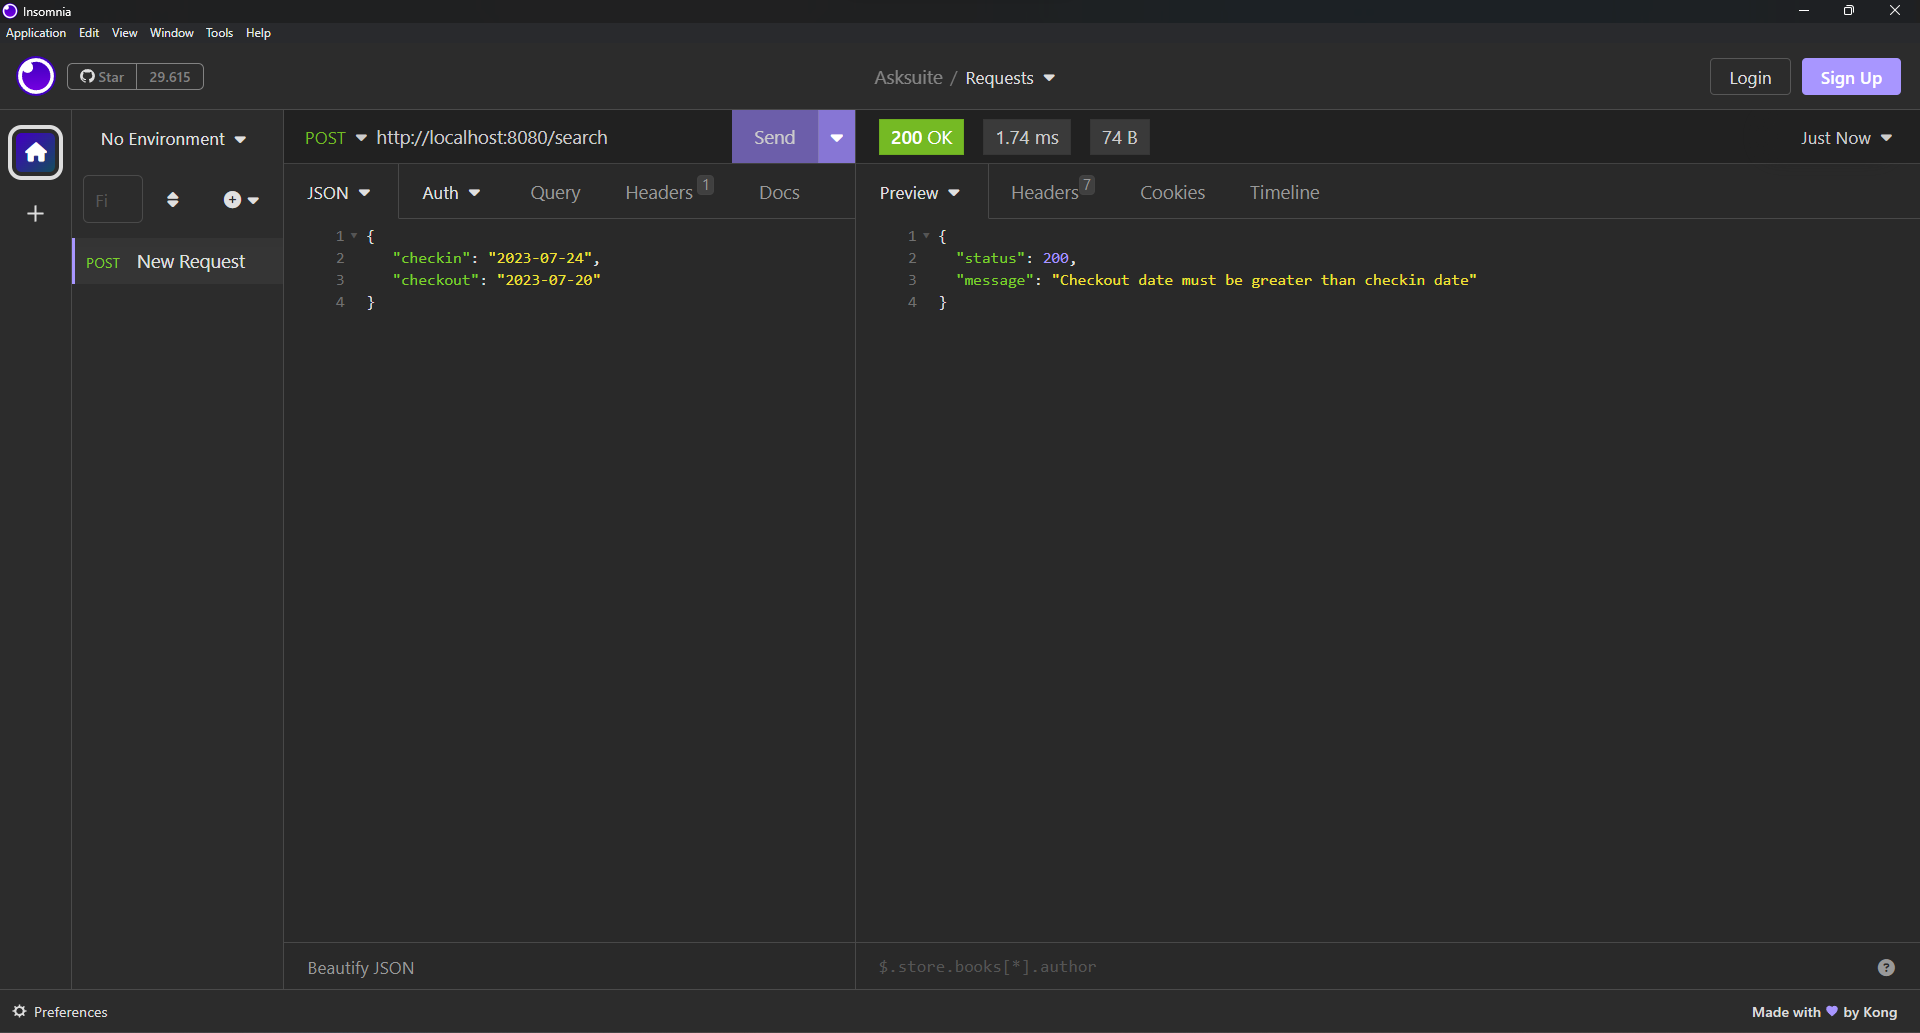 Insomnia
Application Edit View Window Tools Help
Star 29.615
Asksuite / Requests
Login Sign Up
No Environment
POST http://localhost:8080/search
Send
200 OK 1.74 ms 74 B
Just Now
Fi
JSON Auth Query Headers 1 Docs
Preview Headers 7 Cookies Timeline
POST New Request
1 {
2 "checkin": "2023-07-24",
3 "checkout": "2023-07-20"
4 }
1 {
2 "status": 200,
3 "message": "Checkout date must be greater than checkin date"
4 }
Beautify JSON
$.store.books[*].author
?
Preferences
Made with 💜 by Kong